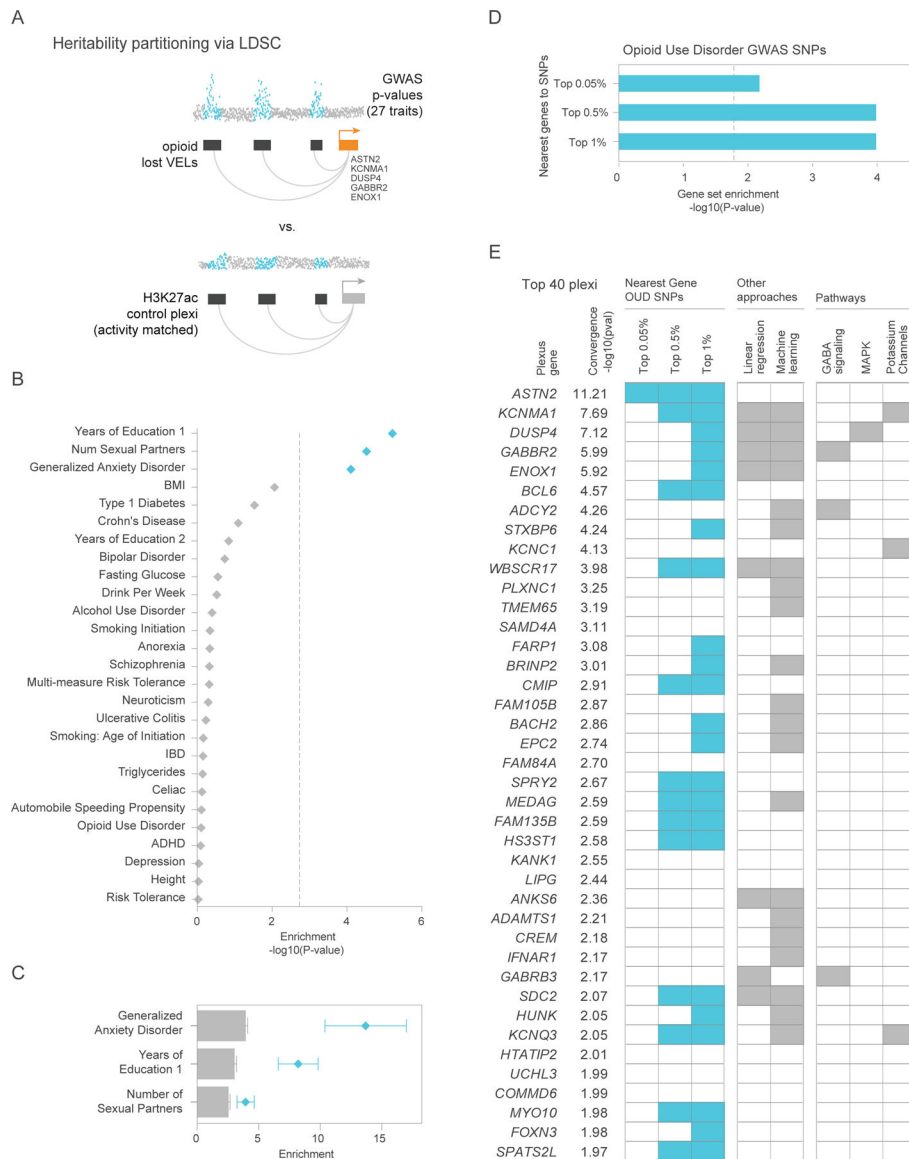 A
Heritability partitioning via LDSC
GWAS
p-values
(27 traits)
opioid
lost VELs
ASTN2
KCNMA1
DUSP4
GABBR2
ENOX1
vs.
H3K27ac
control plexi
(activity matched)
B
Years of Education 1
Num Sexual Partners
Generalized Anxiety Disorder
BMI
Type 1 Diabetes
Crohn's Disease
Years of Education 2
Bipolar Disorder
Fasting Glucose
Drink Per Week
Alcohol Use Disorder
Smoking Initiation
Anorexia
Schizophrenia
Multi-measure Risk Tolerance
Neuroticism
Ulcerative Colitis
Smoking: Age of Initiation
IBD
Triglycerides
Celiac
Automobile Speeding Propensity
Opioid Use Disorder
ADHD
Depression
Height
Risk Tolerance
0 2 4 6
Enrichment
-log10(P-value)
C
Generalized
Anxiety Disorder
Years of
Education 1
Number of
Sexual Partners
0 5 10 15
Enrichment
D
Opioid Use Disorder GWAS SNPs
Nearest genes to SNPs
Top 0.05%
Top 0.5%
Top 1%
0 1 2 3 4
Gene set enrichment
-log10(P-value)
E
Top 40 plexi
Nearest Gene
OUD SNPs
Other
approaches
Pathways
Plexus
gene
Convergence
-log10(pval)
Top 0.05%
Top 0.5%
Top 1%
Linear
regression
Machine
learning
GABA
signaling
MAPK
Potassium
Channels
ASTN2 11.21
KCNMA1 7.69
DUSP4 7.12
GABBR2 5.99
ENOX1 5.92
BCL6 4.57
ADCY2 4.26
STXBP6 4.24
KCNC1 4.13
WBSCR17 3.98
PLXNC1 3.25
TMEM65 3.19
SAMD4A 3.11
FARP1 3.08
BRINP2 3.01
CMIP 2.91
FAM105B 2.87
BACH2 2.86
EPC2 2.74
FAM84A 2.70
SPRY2 2.67
MEDAG 2.59
FAM135B 2.59
HS3ST1 2.58
KANK1 2.55
LIPG 2.44
ANKS6 2.36
ADAMTS1 2.21
CREM 2.18
IFNAR1 2.17
GABRB3 2.17
SDC2 2.07
HUNK 2.05
KCNQ3 2.05
HTATIP2 2.01
UCHL3 1.99
COMMD6 1.99
MYO10 1.98
FOXN3 1.98
SPATS2L 1.97